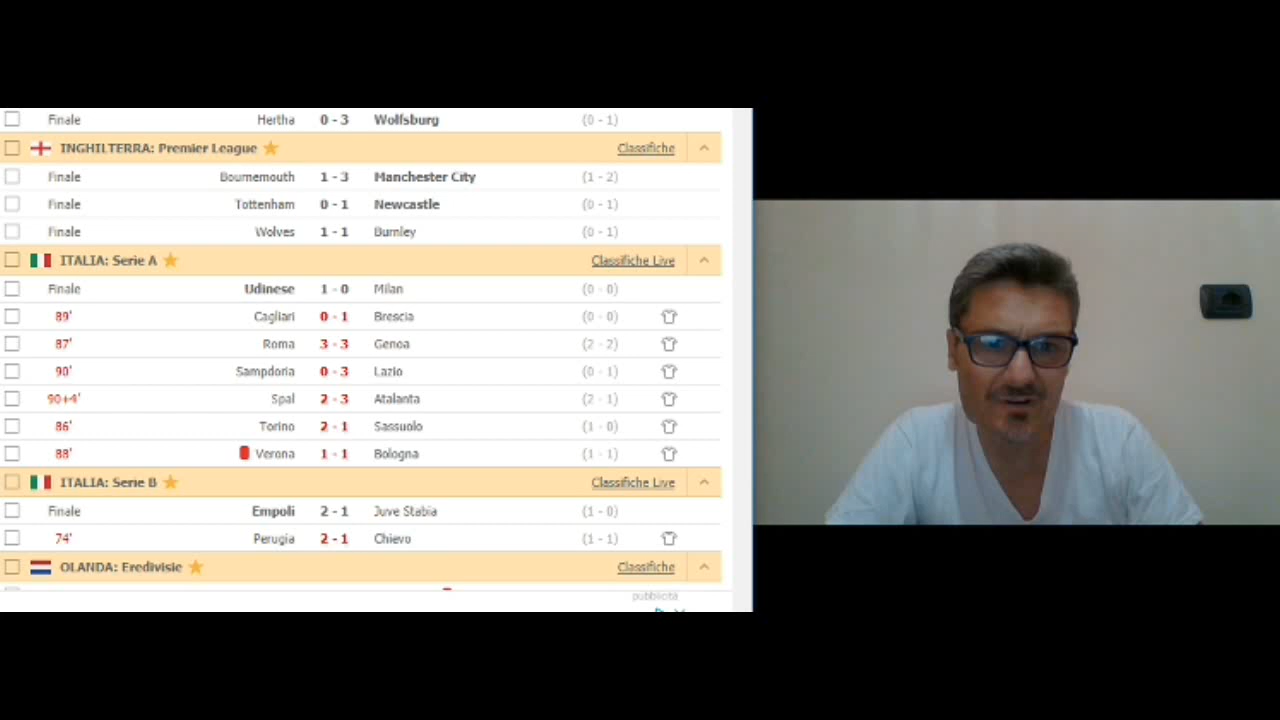 Finale Hertha 0 - 3 Wolfsburg (0 - 1)
INGHILTERRA: Premier League Classifiche
Finale Bournemouth 1 - 3 Manchester City (1 - 2)
Finale Tottenham 0 - 1 Newcastle (0 - 1)
Finale Wolves 1 - 1 Burnley (0 - 1)
ITALIA: Serie A Classifiche Live
Finale Udinese 1 - 0 Milan (0 - 0)
89' Cagliari 0 - 1 Brescia (0 - 0)
87' Roma 3 - 3 Genoa (2 - 2)
90' Sampdoria 0 - 3 Lazio (0 - 1)
90+4' Spal 2 - 3 Atalanta (2 - 1)
86' Torino 2 - 1 Sassuolo (1 - 0)
88' Verona 1 - 1 Bologna (1 - 1)
ITALIA: Serie B Classifiche Live
Finale Empoli 2 - 1 Juve Stabia (1 - 0)
74' Perugia 2 - 1 Chievo (1 - 1)
OLANDA: Eredivisie Classifiche
pubblicità